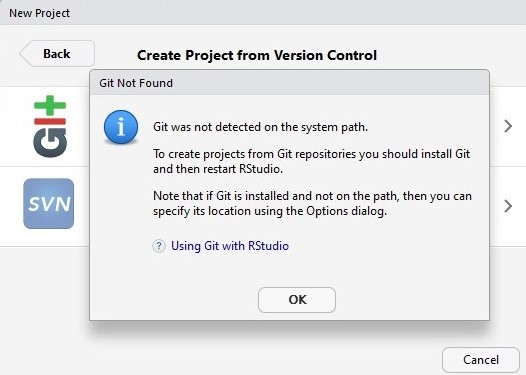 New Project
Back
Create Project from Version Control
Git Not Found
Git was not detected on the system path.
To create projects from Git repositories you should install Git
and then restart RStudio.
Note that if Git is installed and not on the path, then you can
specify its location using the Options dialog.
? Using Git with RStudio
OK
GIt
SVN
Cancel